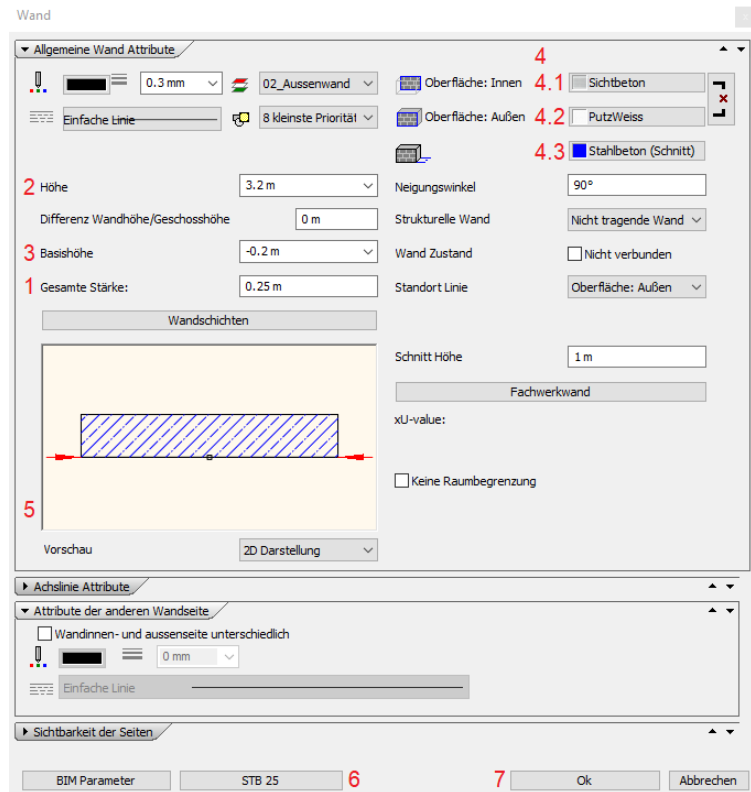 Wand
Allgemeine Wand Attribute
4
0.3 mm
02_Aussenwand
Oberfläche: Innen
4.1
Sichtbeton
Einfache Linie
8 kleinste Priorität
Oberfläche: Außen
4.2
PutzWeiss
4.3
Stahlbeton (Schnitt)
2 Höhe
3.2 m
Neigungswinkel
90°
Differenz Wandhöhe/Geschosshöhe
0 m
Strukturelle Wand
Nicht tragende Wand
3 Basishöhe
-0.2 m
Wand Zustand
Nicht verbunden
1 Gesamte Stärke:
0.25 m
Standort Linie
Oberfläche: Außen
Wandschichten
Schnitt Höhe
1 m
Fachwerkwand
xU-value:
Keine Raumbegrenzung
5
Vorschau
2D Darstellung
Achslinie Attribute
Attribute der anderen Wandseite
Wandinnen- und aussenseite unterschiedlich
0 mm
Einfache Linie
Sichtbarkeit der Seiten
BIM Parameter
STB 25
6
7
Ok
Abbrechen